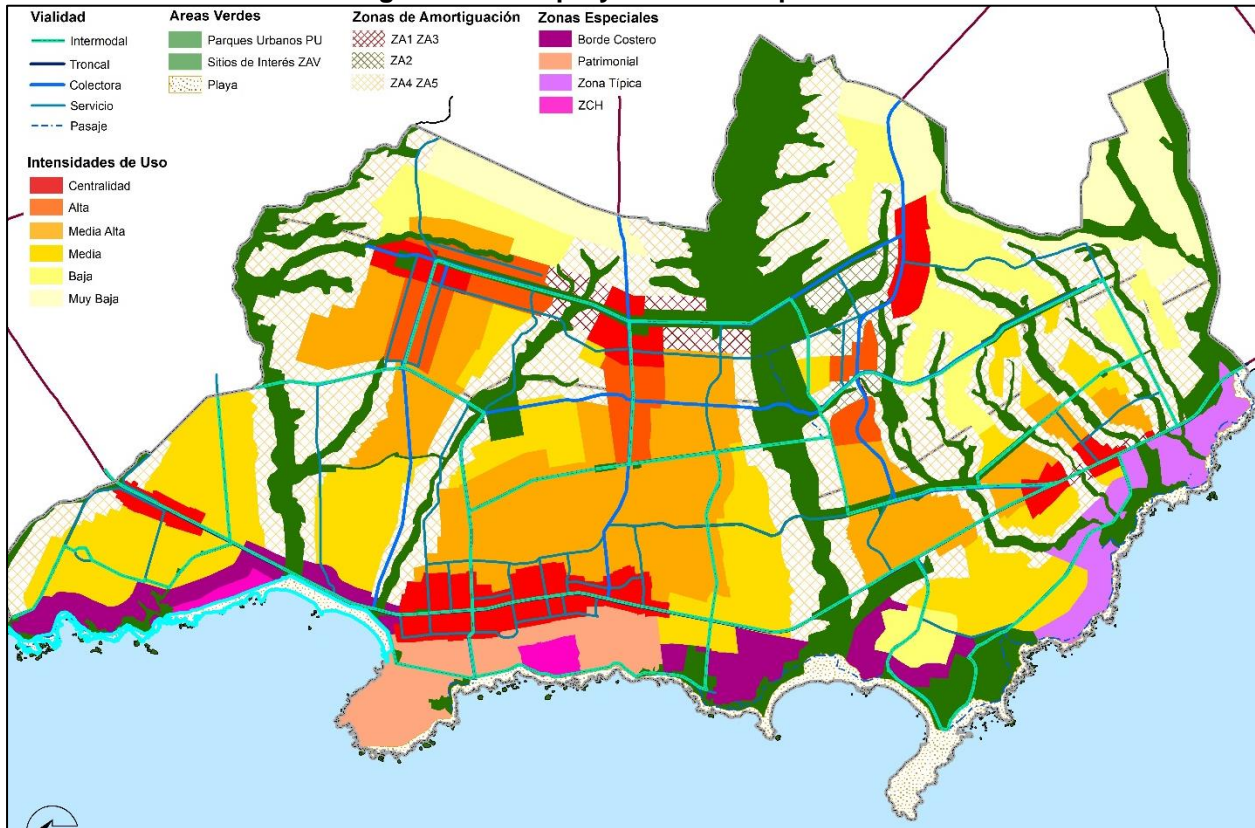 Vialidad
Intermodal
Troncal
Colectora
Servicio
Pasaje
Areas Verdes
Parques Urbanos PU
Sitios de Interés ZAV
Playa
Zonas de Amortiguación
ZA1 ZA3
ZA2
ZA4 ZA5
Zonas Especiales
Borde Costero
Patrimonial
Zona Típica
ZCH
Intensidades de Uso
Centralidad
Alta
Media Alta
Media
Baja
Muy Baja